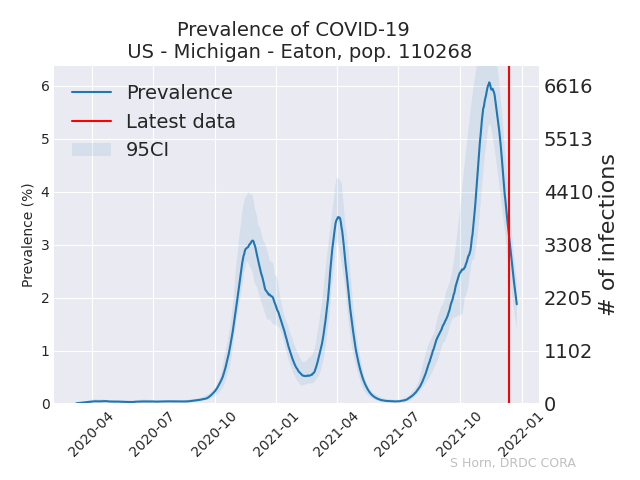 Prevalence of COVID-19
US - Michigan - Eaton, pop. 110268
Prevalence
Latest data
95CI
Prevalence (%)
6
5
4
3
2
1
0
6616
5513
4410
3308
2205
1102
0
# of infections
2020-04
2020-07
2020-10
2021-01
2021-04
2021-07
2021-10
2022-01
S Horn, DRDC CORA